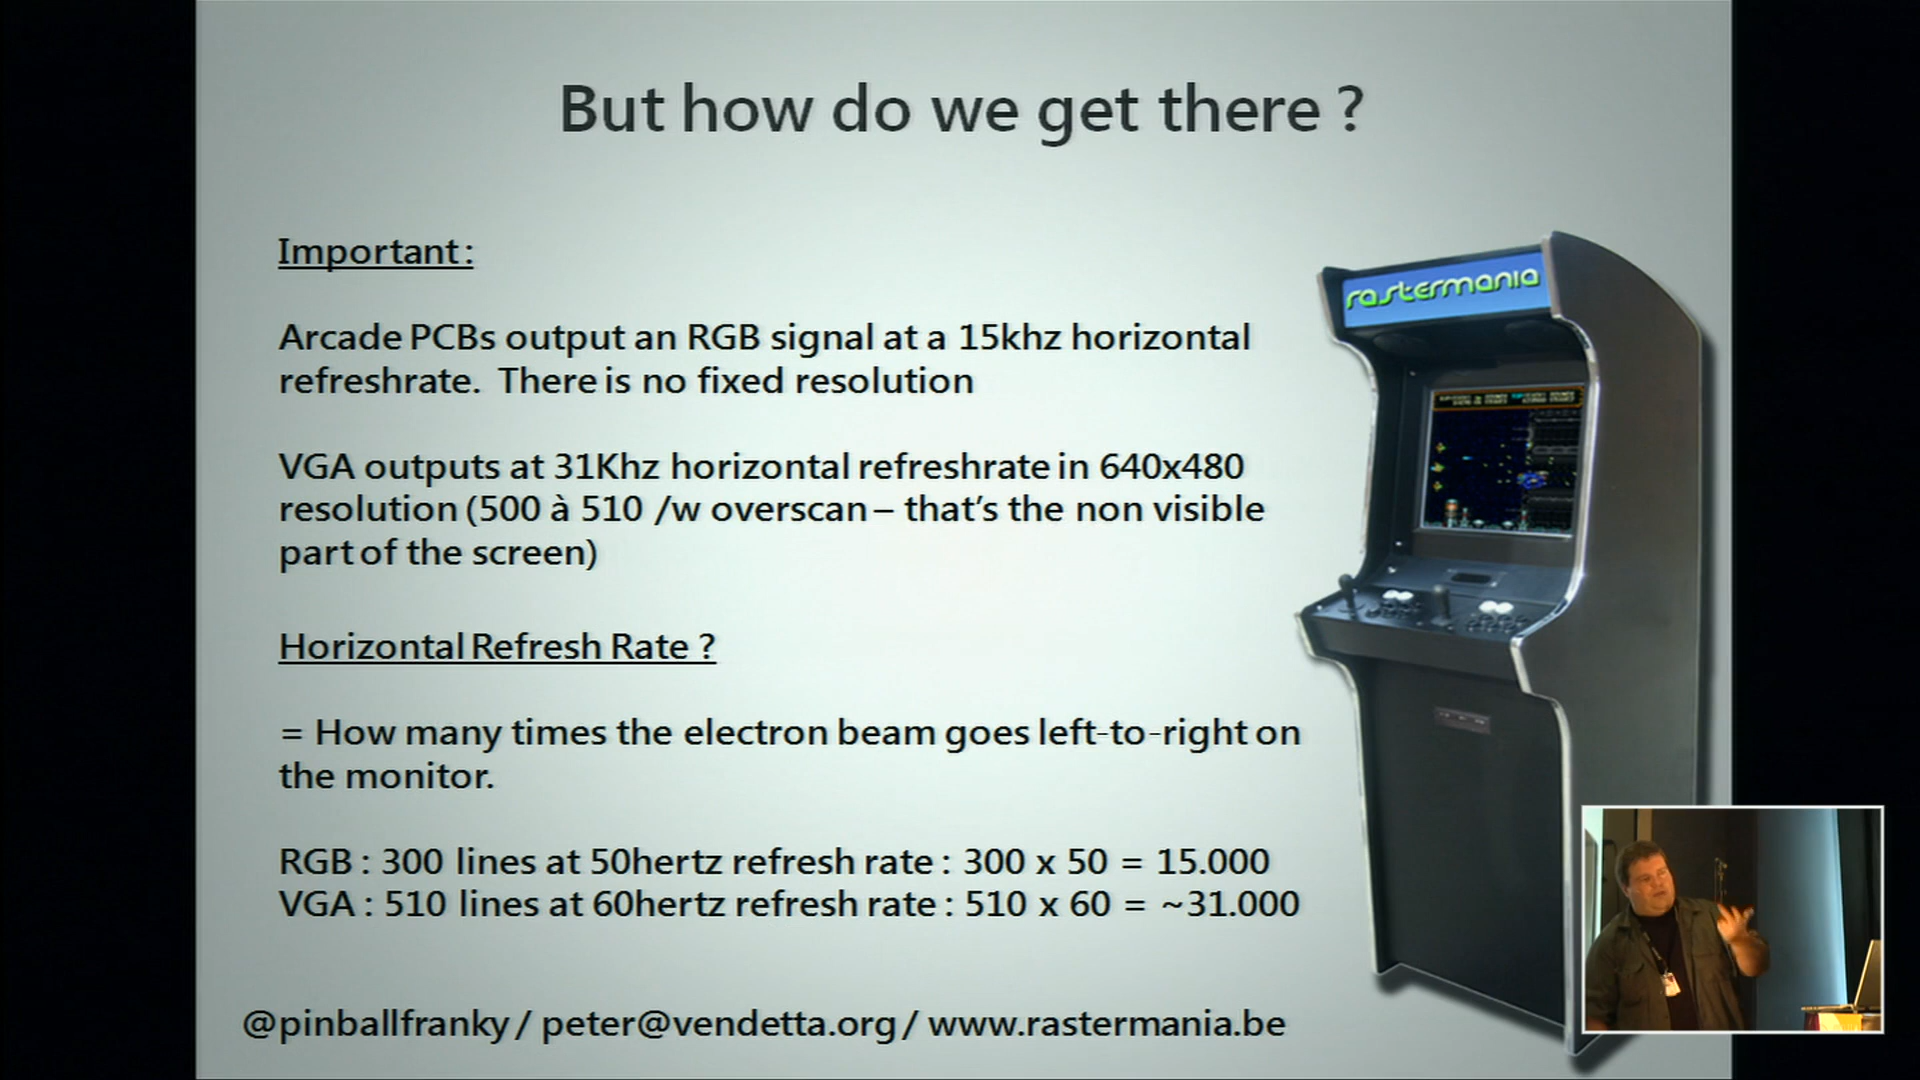 But how do we get there ?
Important :
Arcade PCBs output an RGB signal at a 15khz horizontal
refreshrate. There is no fixed resolution
VGA outputs at 31Khz horizontal refreshrate in 640x480
resolution (500 à 510 /w overscan – that's the non visible
part of the screen)
Horizontal Refresh Rate ?
= How many times the electron beam goes left-to-right on
the monitor.
RGB : 300 lines at 50hertz refresh rate : 300 x 50 = 15.000
VGA : 510 lines at 60hertz refresh rate : 510 x 60 = ~31.000
@pinballfranky / peter@vendetta.org / www.rastermania.be
rastermania